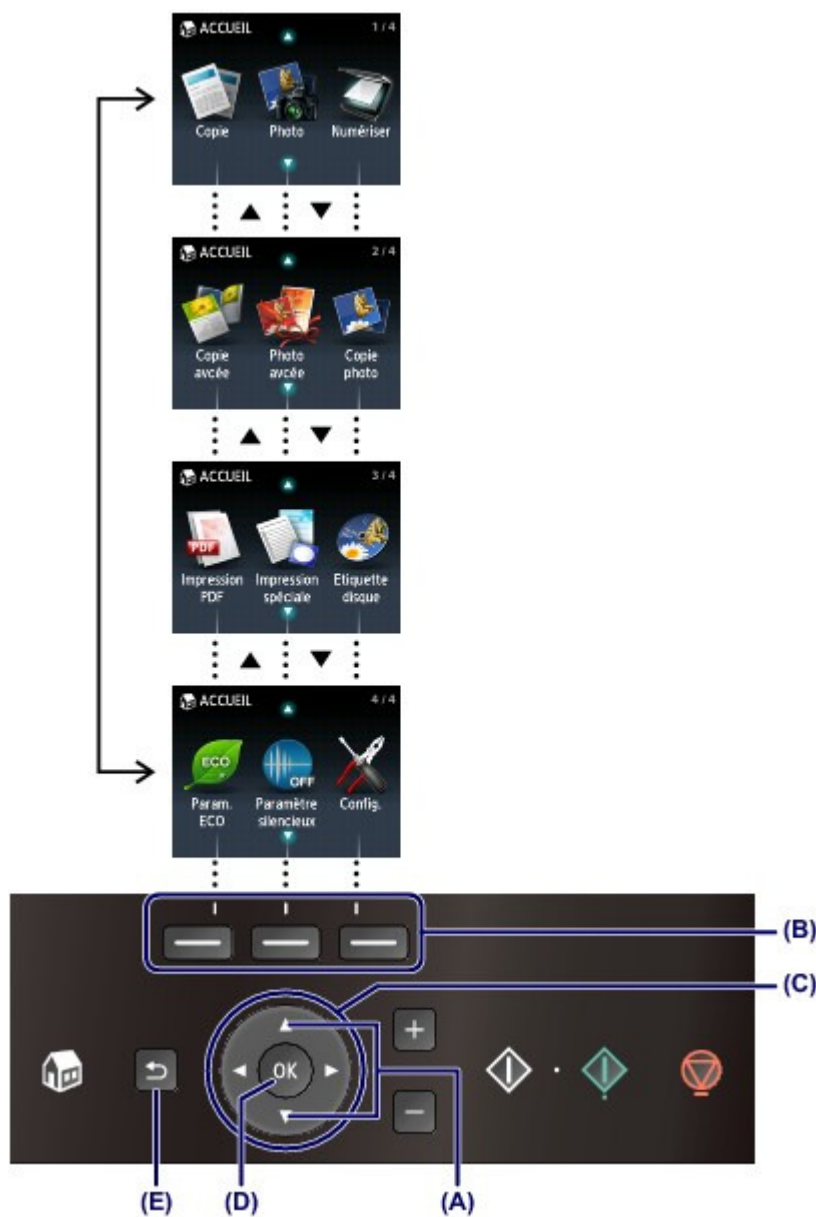 ACCUEIL 1/4
Copie Photo Numériser
ACCUEIL 2/4
Copie Photo Copie
avcée avcée photo
ACCUEIL 3/4
PDF
Impression Impression Etiquette
PDF spéciale disque
ACCUEIL 4/4
ECO
OFF
Param. Paramètre Config.
ECO silencieux
(B)
(C)
OK
(E) (D) (A)